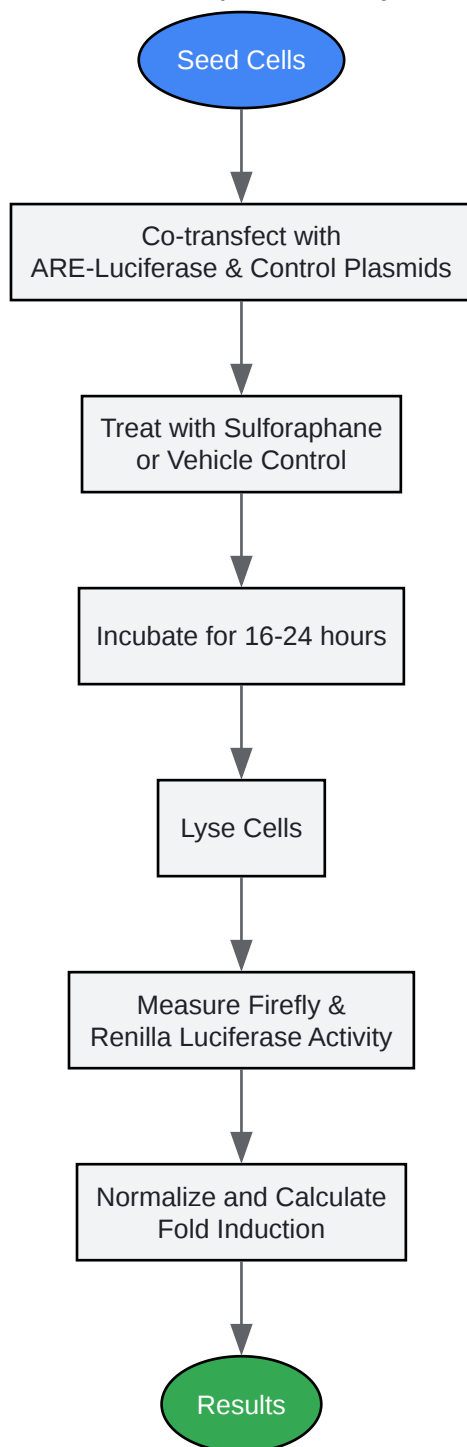 Seed Cells
Co-transfect with
ARE-Luciferase & Control Plasmids
Treat with Sulforaphane
or Vehicle Control
Incubate for 16-24 hours
Lyse Cells
Measure Firefly &
Renilla Luciferase Activity
Normalize and Calculate
Fold Induction
Results